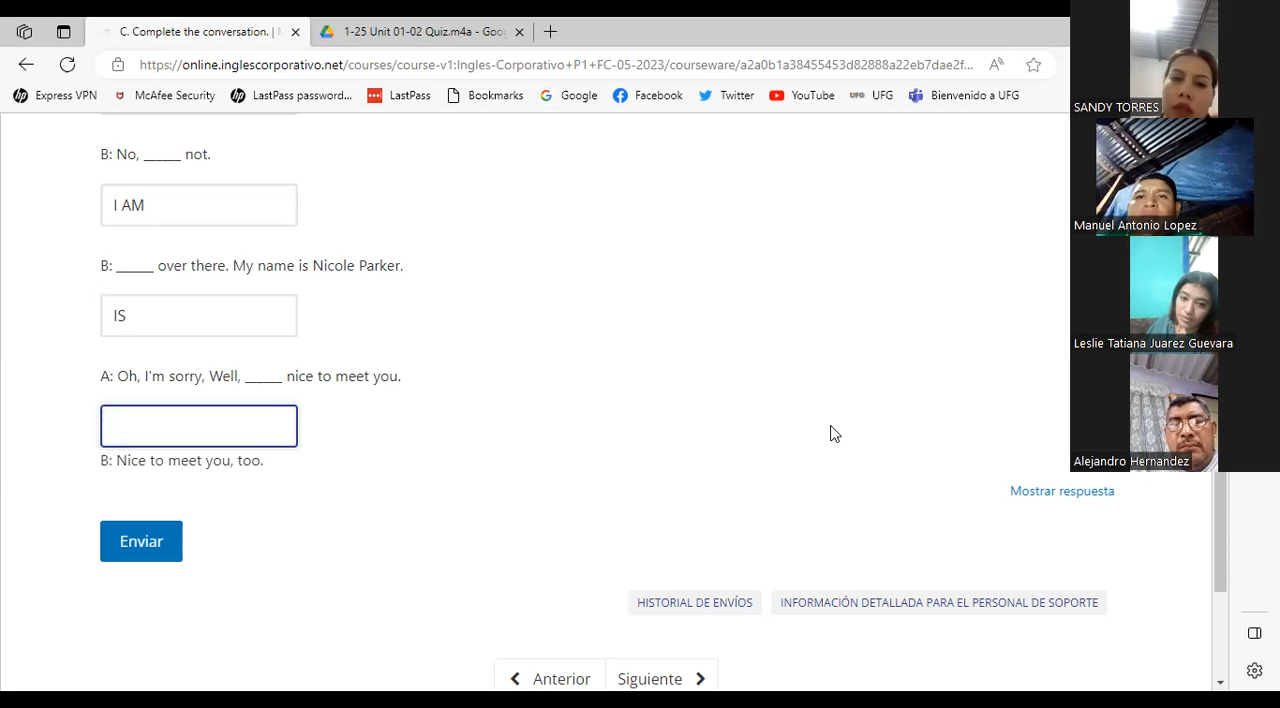 C. Complete the conversation. | M
1-25 Unit 01-02 Quiz.m4a - Goo
https://online.inglescorporativo.net/courses/course-v1:Ingles-Corporativo+P1+FC-05-2023/courseware/a2a0b1a38455453d82888a22eb7dae2f...
Express VPN
McAfee Security
LastPass password...
LastPass
Bookmarks
Google
Facebook
Twitter
YouTube
UFG
Bienvenido a UFG
B: No, ______ not.
I AM
B: ______ over there. My name is Nicole Parker.
IS
A: Oh, I'm sorry, Well, ______ nice to meet you.
B: Nice to meet you, too.
Mostrar respuesta
Enviar
HISTORIAL DE ENVÍOS
INFORMACIÓN DETALLADA PARA EL PERSONAL DE SOPORTE
Anterior
Siguiente
SANDY TORRES
Manuel Antonio Lopez
Leslie Tatiana Juarez Guevara
Alejandro Hernandez